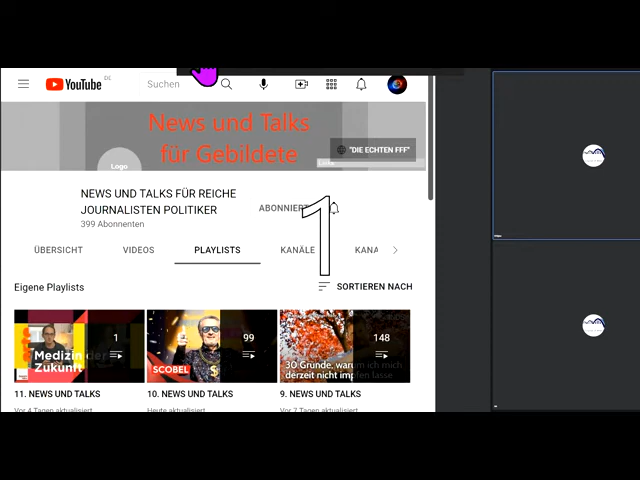 YouTube DE
Suchen
News und Talks
für Gebildete
Logo
"DIE ECHTEN FFF"
NEWS UND TALKS FÜR REICHE
JOURNALISTEN POLITIKER
399 Abonnenten
ABONNIERT
1
ÜBERSICHT VIDEOS PLAYLISTS KANÄLE KANA
Eigene Playlists
SORTIEREN NACH
1
Medizin der
Zukunft
99
SCOBEL
148
30 Gründe, warum ich mich
derzeit nicht impfen lasse
11. NEWS UND TALKS
Vor 4 Tagen aktualisiert
10. NEWS UND TALKS
Heute aktualisiert
9. NEWS UND TALKS
Vor 7 Tagen aktualisiert